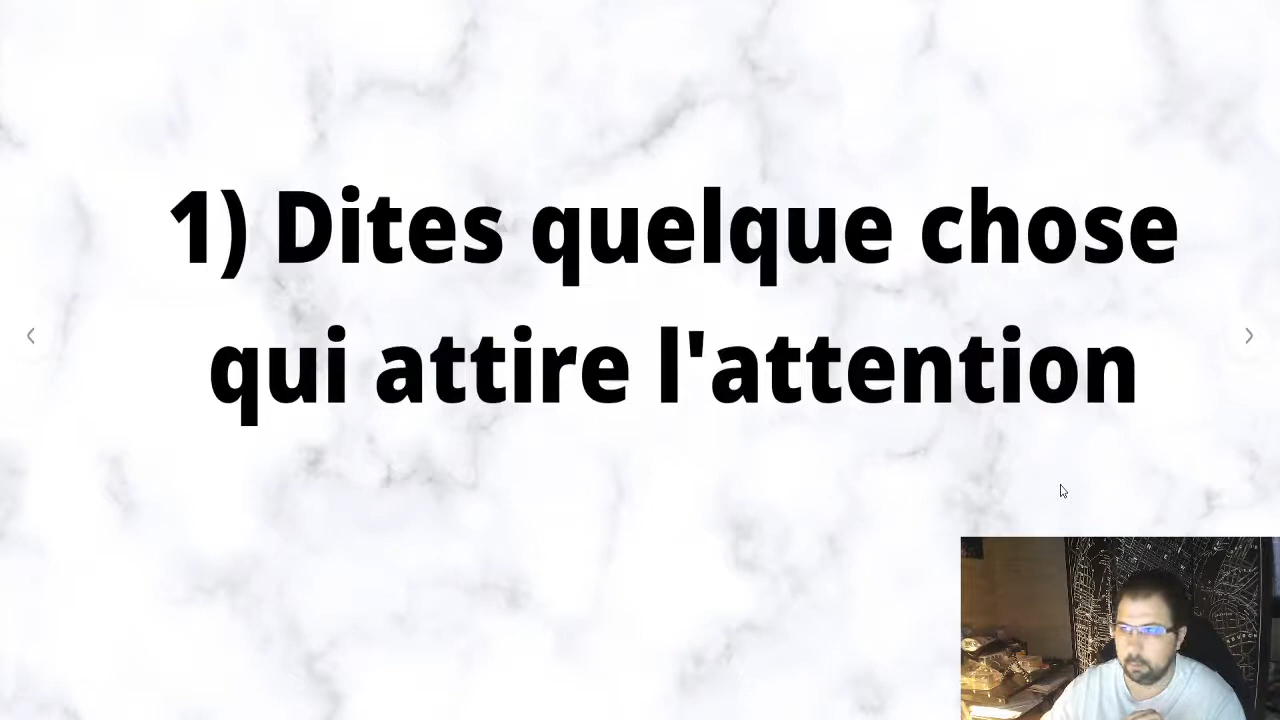 1) Dites quelque chose
qui attire l'attention